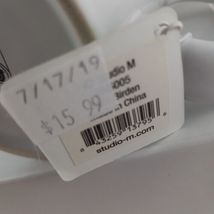 7/17/19
$15.99
udio M
005
Birden
n China
studio-m.com